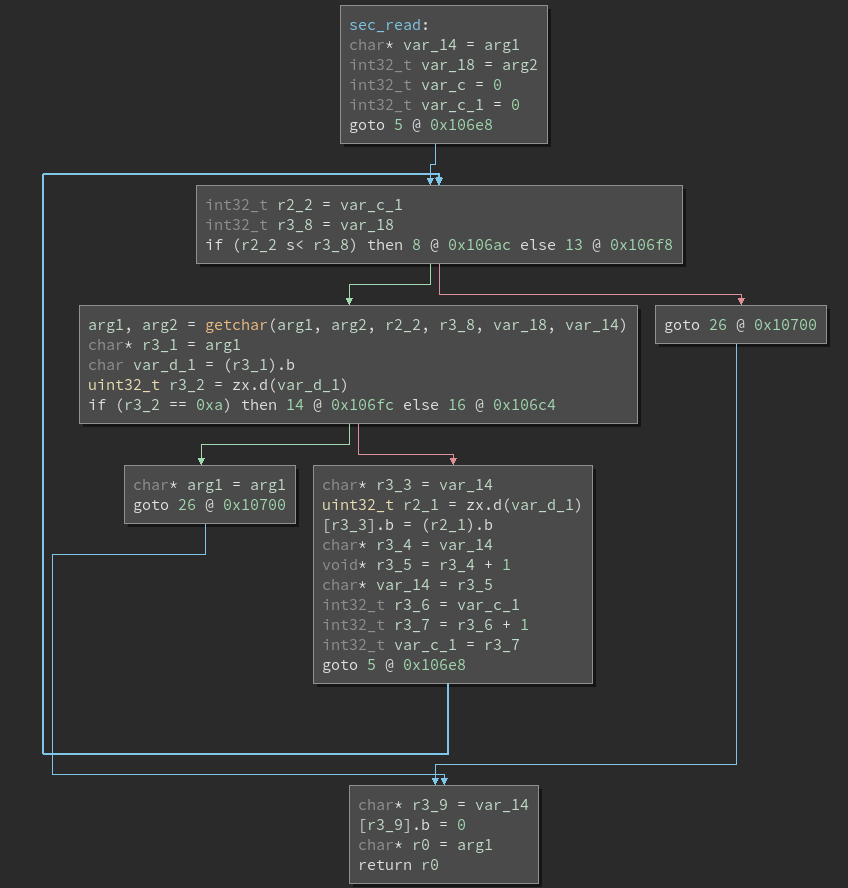 sec_read:
char* var_14 = arg1
int32_t var_18 = arg2
int32_t var_c = 0
int32_t var_c_1 = 0
goto 5 @ 0x106e8
int32_t r2_2 = var_c_1
int32_t r3_8 = var_18
if (r2_2 s< r3_8) then 8 @ 0x106ac else 13 @ 0x106f8
arg1, arg2 = getchar(arg1, arg2, r2_2, r3_8, var_18, var_14)
char* r3_1 = arg1
char var_d_1 = (r3_1).b
uint32_t r3_2 = zx.d(var_d_1)
if (r3_2 == 0xa) then 14 @ 0x106fc else 16 @ 0x106c4
goto 26 @ 0x10700
char* arg1 = arg1
goto 26 @ 0x10700
char* r3_3 = var_14
uint32_t r2_1 = zx.d(var_d_1)
[r3_3].b = (r2_1).b
char* r3_4 = var_14
void* r3_5 = r3_4 + 1
char* var_14 = r3_5
int32_t r3_6 = var_c_1
int32_t r3_7 = r3_6 + 1
int32_t var_c_1 = r3_7
goto 5 @ 0x106e8
char* r3_9 = var_14
[r3_9].b = 0
char* r0 = arg1
return r0